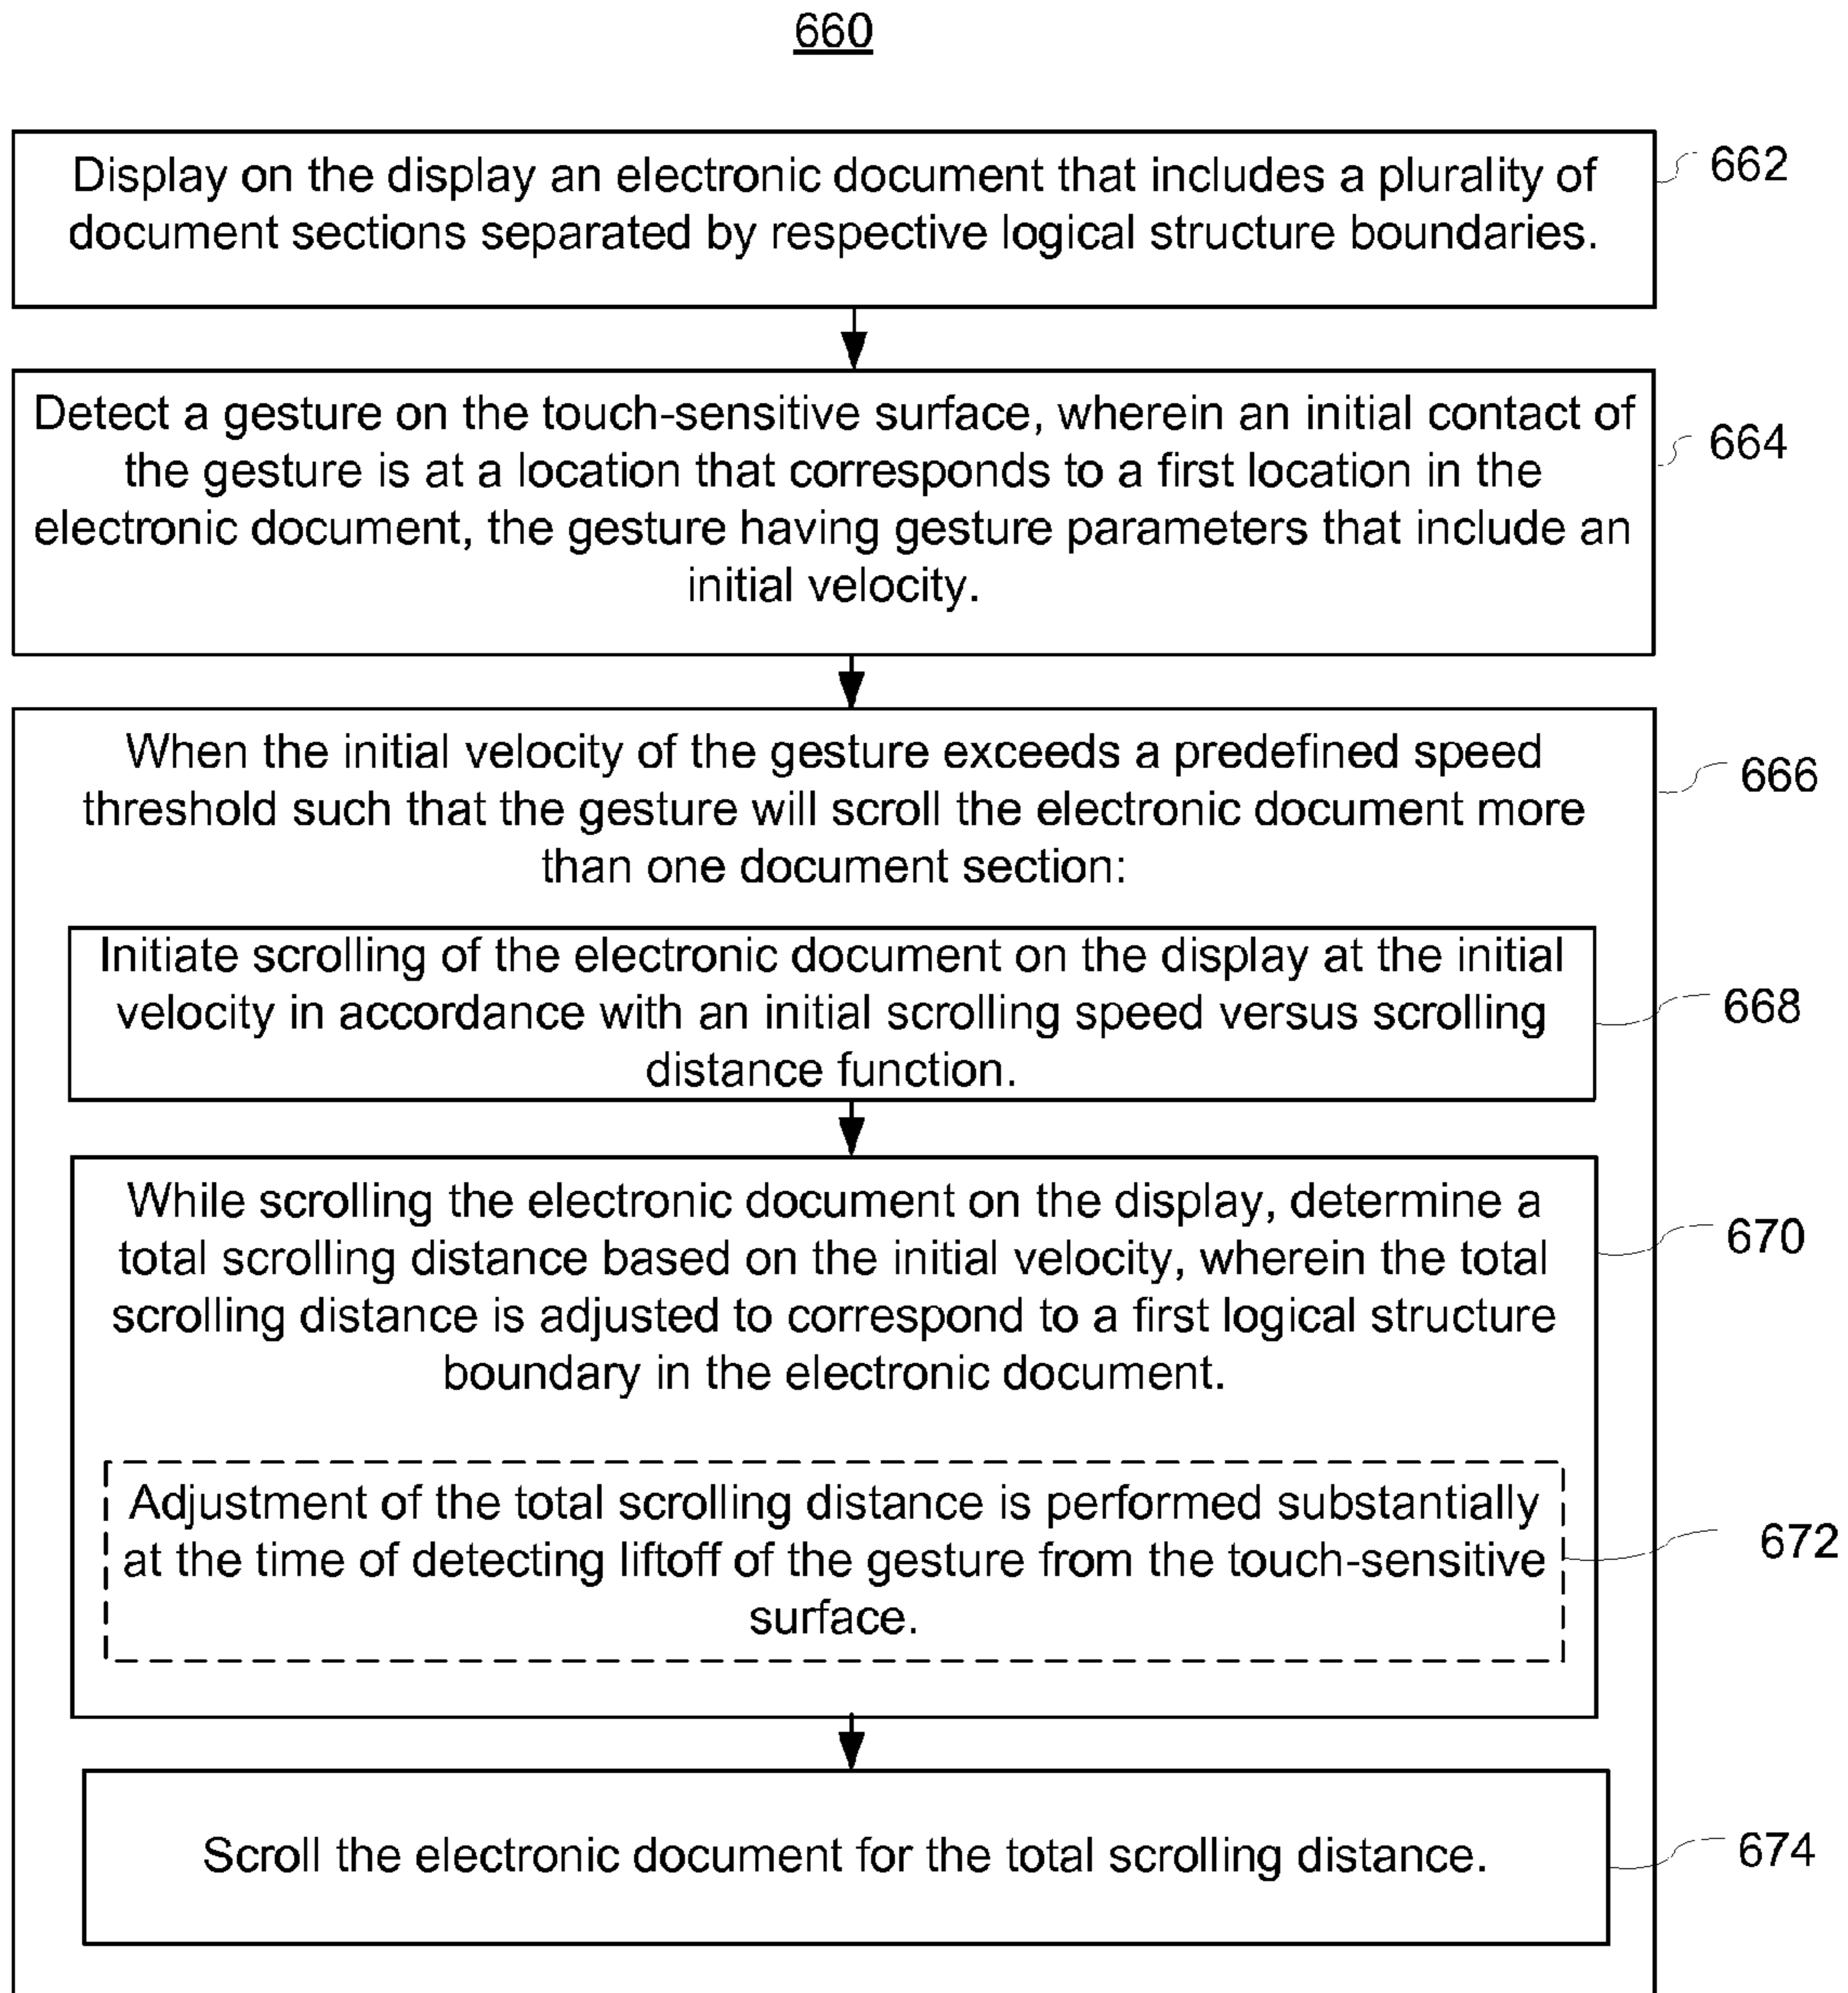 660
Display on the display an electronic document that includes a plurality of
document sections separated by respective logical structure boundaries.
662
Detect a gesture on the touch-sensitive surface, wherein an initial contact of
the gesture is at a location that corresponds to a first location in the
electronic document, the gesture having gesture parameters that include an
initial velocity.
664
When the initial velocity of the gesture exceeds a predefined speed
threshold such that the gesture will scroll the electronic document more
than one document section:
666
Initiate scrolling of the electronic document on the display at the initial
velocity in accordance with an initial scrolling speed versus scrolling
distance function.
668
While scrolling the electronic document on the display, determine a
total scrolling distance based on the initial velocity, wherein the total
scrolling distance is adjusted to correspond to a first logical structure
boundary in the electronic document.
670
Adjustment of the total scrolling distance is performed substantially
at the time of detecting liftoff of the gesture from the touch-sensitive
surface.
672
Scroll the electronic document for the total scrolling distance.
674